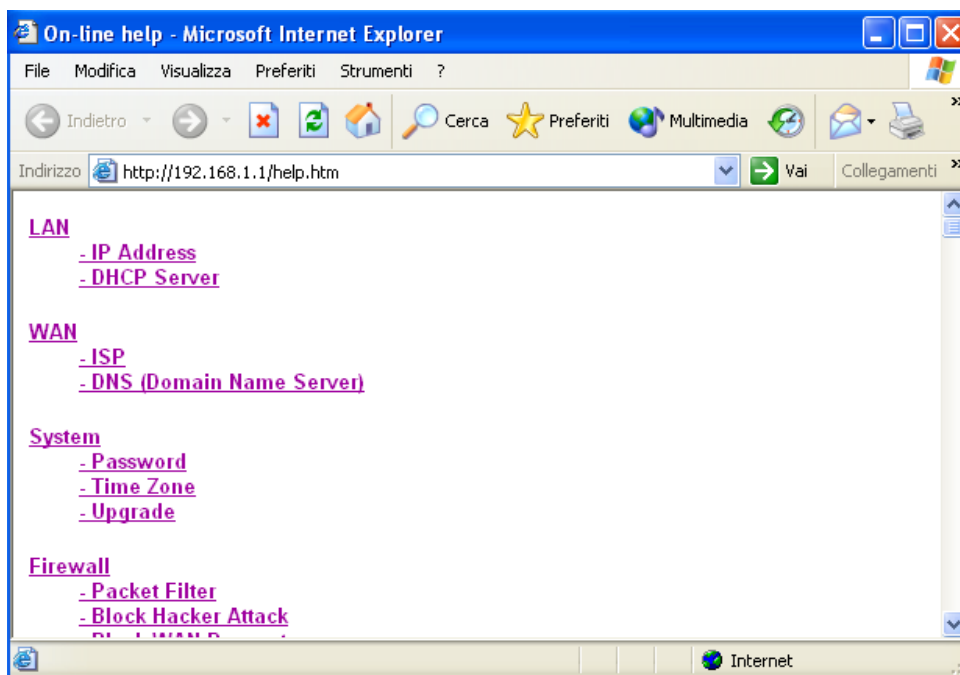 On-line help - Microsoft Internet Explorer
File Modifica Visualizza Preferiti Strumenti ?
Indietro Cerca Preferiti Multimedia »
Indirizzo http://192.168.1.1/help.htm Vai Collegamenti »
LAN
- IP Address
- DHCP Server
WAN
- ISP
- DNS (Domain Name Server)
System
- Password
- Time Zone
- Upgrade
Firewall
- Packet Filter
- Block Hacker Attack
Internet